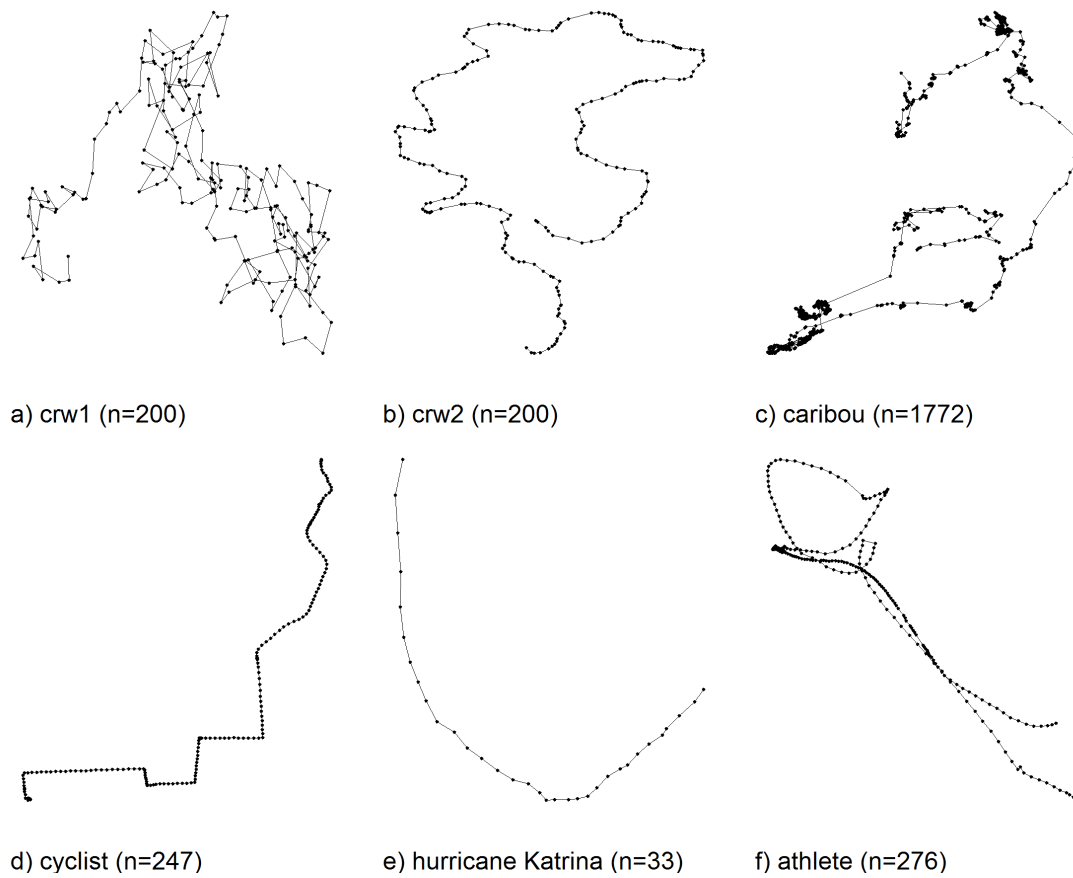 a) crw1 (n=200)
b) crw2 (n=200)
c) caribou (n=1772)
d) cyclist (n=247)
e) hurricane Katrina (n=33)
f) athlete (n=276)